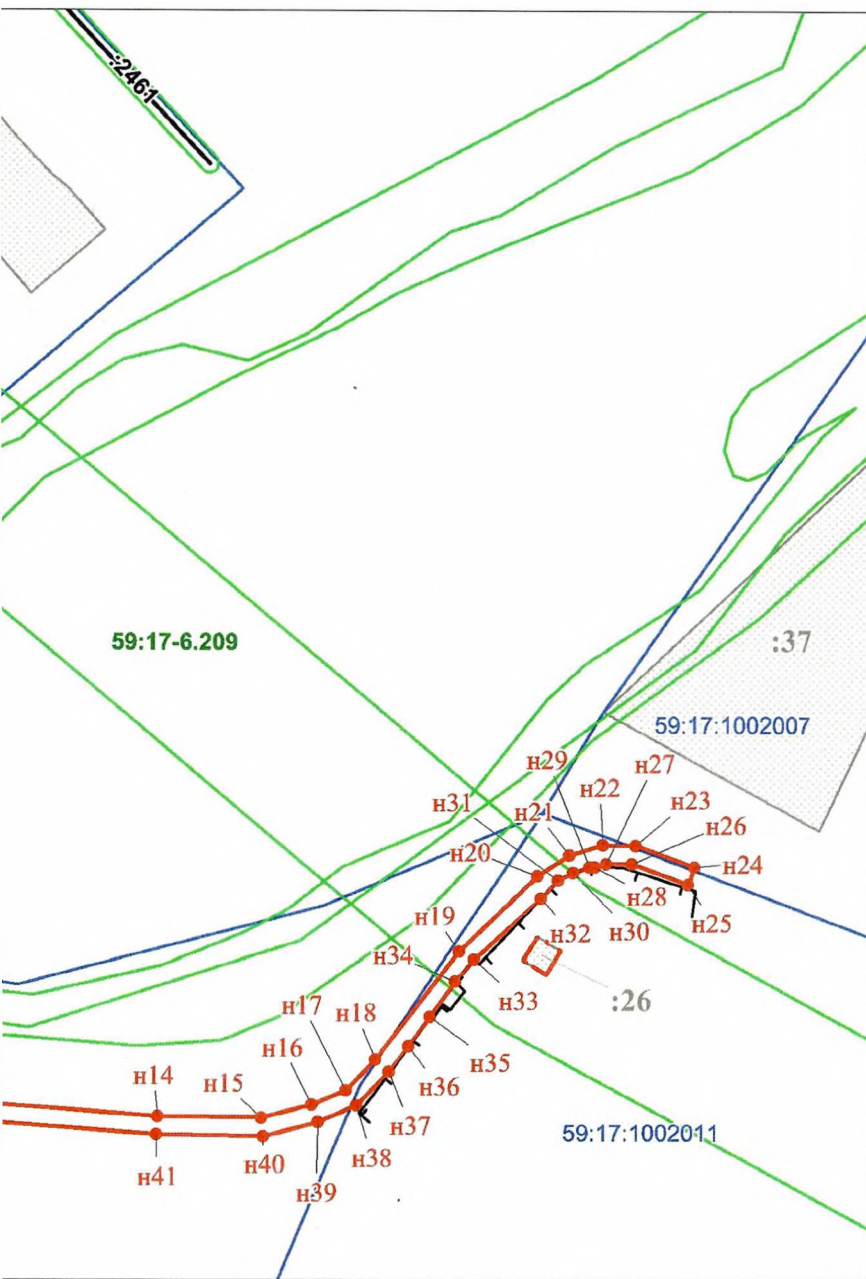 :2461
59:17-6.209
:37
59:17:1002007
н29
н27
н22
н23
н31
н21
н26
н20
н24
н28
н25
н19
н32
н30
н34
н33
:26
н17
н18
н16
н14
н15
н35
н36
н37
59:17:1002011
н38
н41
н40
н39